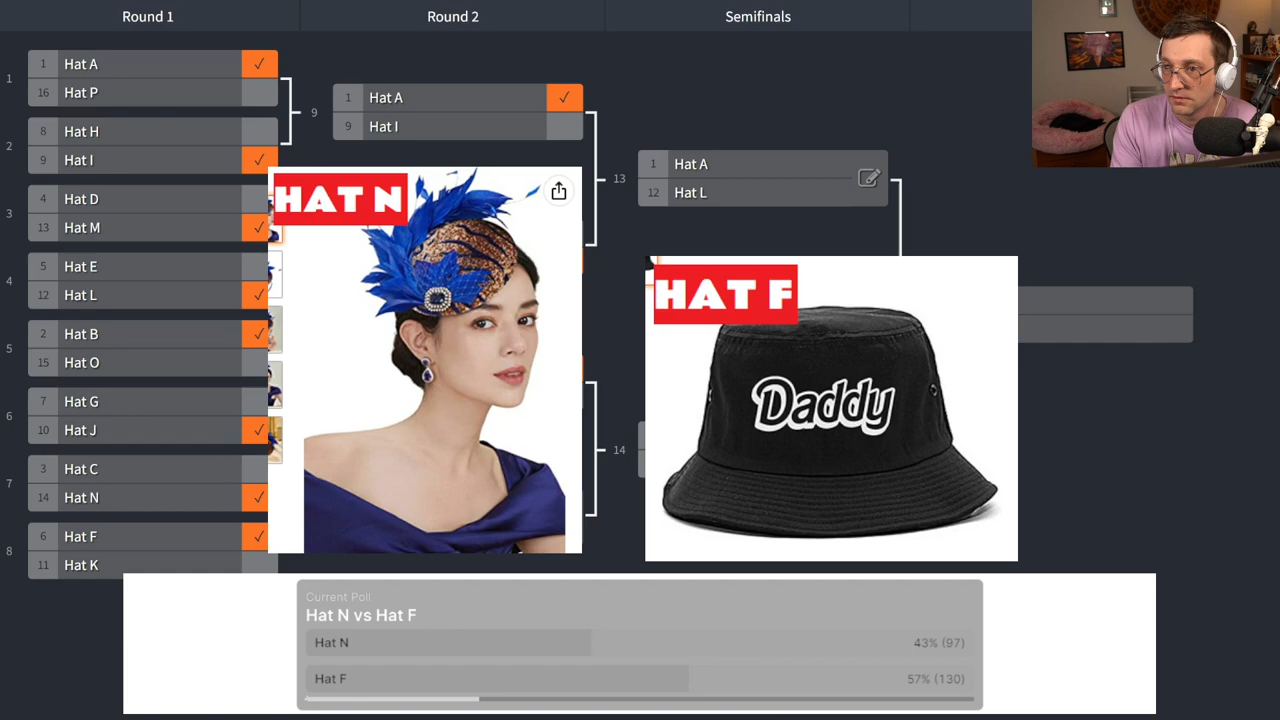 Round 1
Round 2
Semifinals
1
1
Hat A
✓
16
Hat P
2
8
Hat H
9
Hat I
✓
3
4
Hat D
13
Hat M
✓
4
5
Hat E
12
Hat L
✓
5
2
Hat B
✓
15
Hat O
6
7
Hat G
10
Hat J
✓
7
3
Hat C
14
Hat N
✓
8
6
Hat F
✓
11
Hat K
9
1
Hat A
✓
9
Hat I
13
1
Hat A
12
Hat L
14
HAT N
HAT F
Daddy
Current Poll
Hat N vs Hat F
Hat N
43% (97)
Hat F
57% (130)